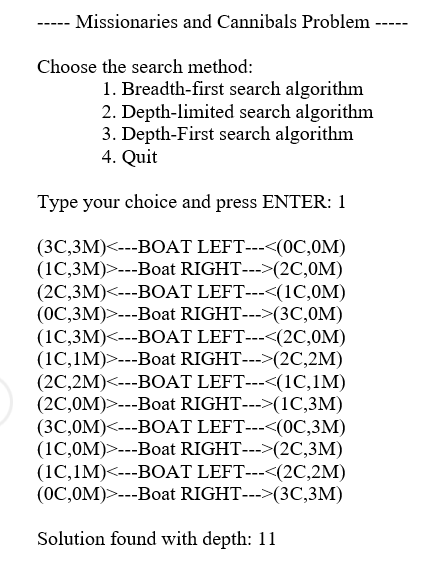 ----- Missionaries and Cannibals Problem -----
Choose the search method:
1. Breadth-first search algorithm
2. Depth-limited search algorithm
3. Depth-First search algorithm
4. Quit
Type your choice and press ENTER: 1
(3C,3M)<---BOAT LEFT---<(0C,0M)
(1C,3M)>---Boat RIGHT--->(2C,0M)
(2C,3M)<---BOAT LEFT---<(1C,0M)
(0C,3M)>---Boat RIGHT--->(3C,0M)
(1C,3M)<---BOAT LEFT---<(2C,0M)
(1C,1M)>---Boat RIGHT--->(2C,2M)
(2C,2M)<---BOAT LEFT---<(1C,1M)
(2C,0M)>---Boat RIGHT--->(1C,3M)
(3C,0M)<---BOAT LEFT---<(0C,3M)
(1C,0M)>---Boat RIGHT--->(2C,3M)
(1C,1M)<---BOAT LEFT---<(2C,2M)
(0C,0M)>---Boat RIGHT--->(3C,3M)
Solution found with depth: 11